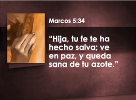 Marcos 5:34
“Hija, tu fe te ha
hecho salva; ve
en paz, y queda
sana de tu azote.”